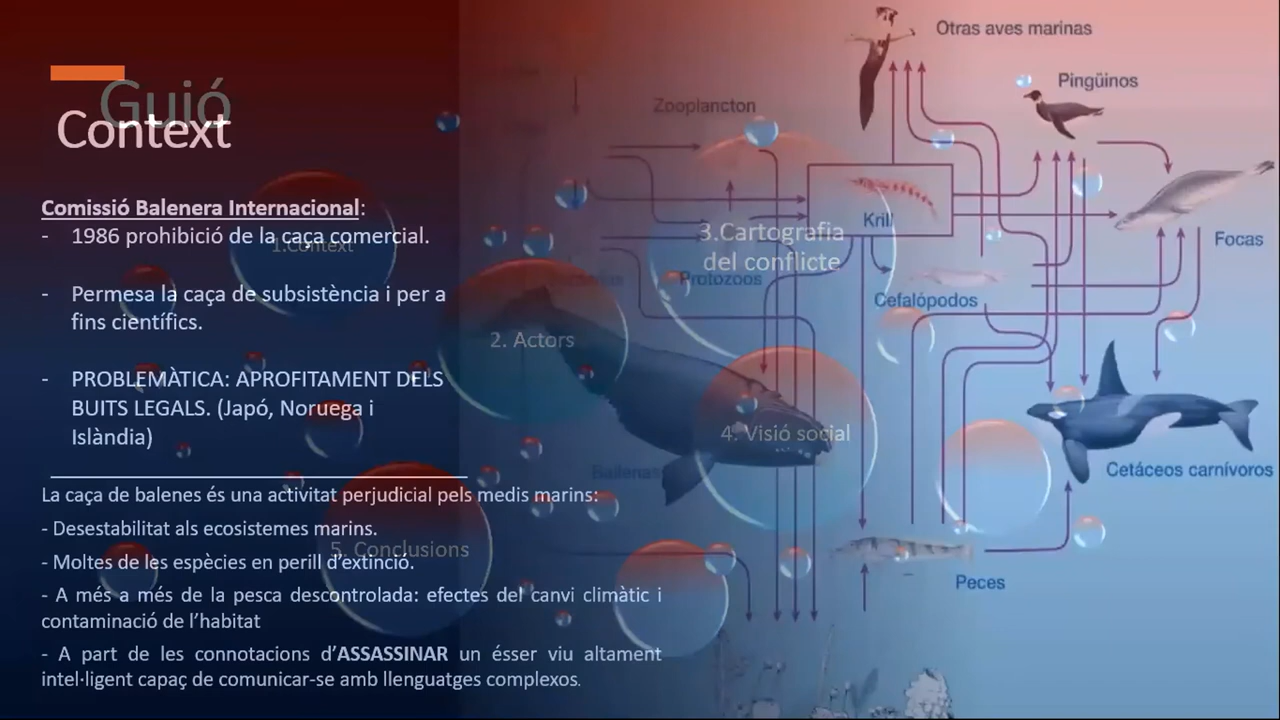 Guió
Context
Comissió Balenera Internacional:
- 1986 prohibició de la caça comercial.
- Permesa la caça de subsistència i per a
fins científics.
- PROBLEMÀTICA: APROFITAMENT DELS
BUITS LEGALS. (Japó, Noruega i
Islàndia)
La caça de balenes és una activitat perjudicial pels medis marins:
- Desestabilitat als ecosistemes marins.
- Moltes de les espècies en perill d'extinció.
- A més a més de la pesca descontrolada: efectes del canvi climàtic i
contaminació de l'habitat
- A part de les connotacions d'ASSASSINAR un ésser viu altament
intel·ligent capaç de comunicar-se amb llenguatges complexos.
1.Context
2. Actors
3.Cartografia
del conflicte
4. Visió social
5. Conclusions
Otras aves marinas
Pingüinos
Zooplancton
Krill
Focas
Protozoos
Cefalópodos
Ballenas
Cetáceos carnívoros
Peces